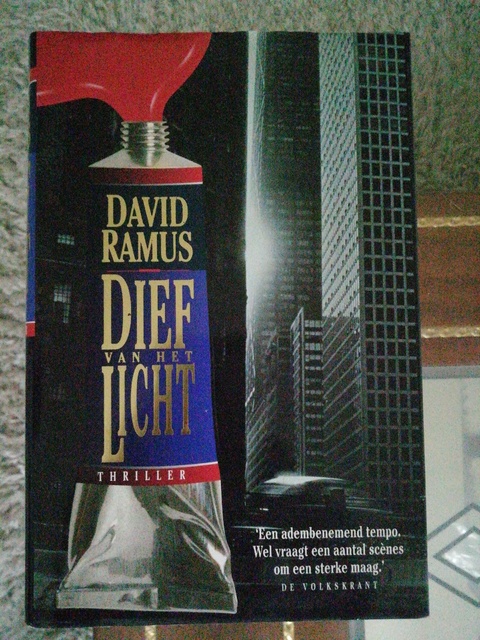 DAVID
RAMUS
DIEF
VAN HET
LICHT
THRILLER
'Een adembenemend tempo.
Wel vraagt een aantal scènes
om een sterke maag.'
DE VOLKSKRANT